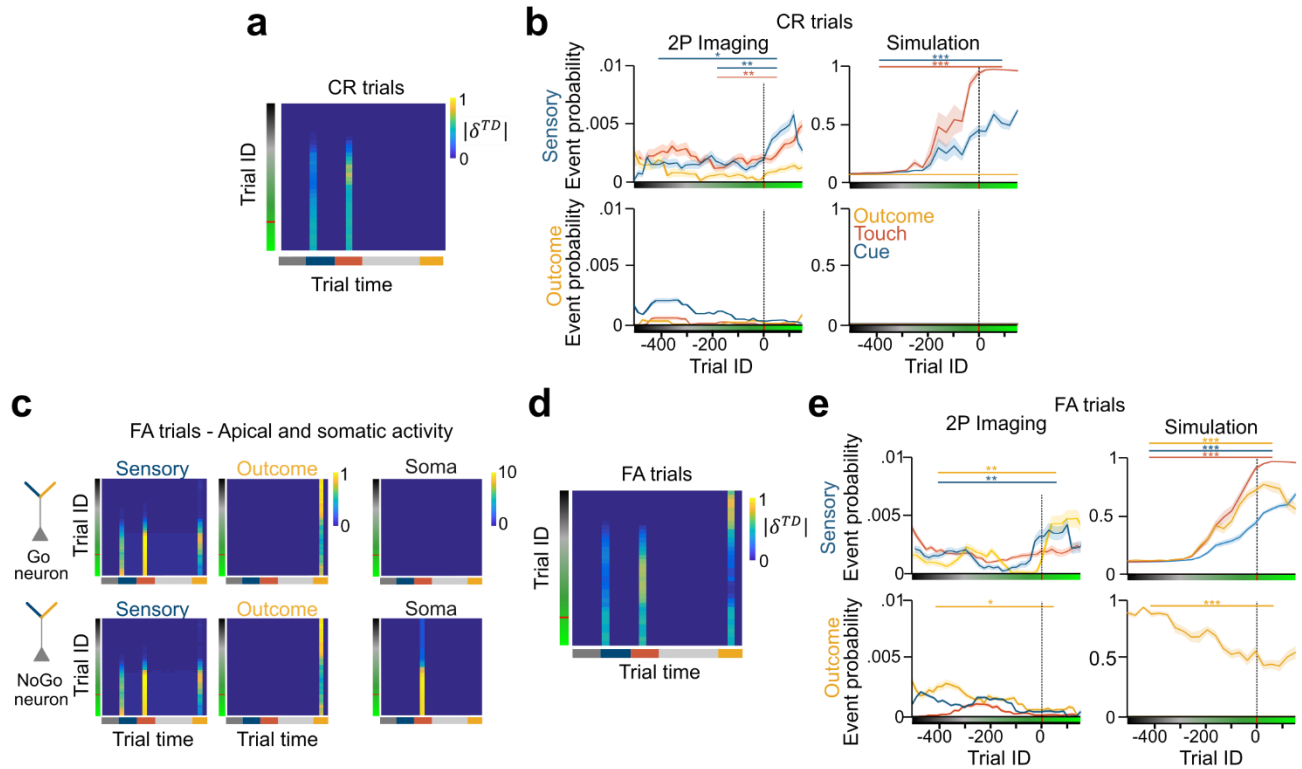 a
CR trials
Trial ID
1
0
|δ^TD|
Trial time
b
CR trials
2P Imaging
Simulation
*
**
**
***
***
Sensory
Event probability
.01
.005
0
1
0.5
0
Outcome
Event probability
.01
.005
0
1
0.5
0
Outcome
Touch
Cue
-400
-200
0
-400
-200
0
Trial ID
Trial ID
c
FA trials - Apical and somatic activity
Sensory
Outcome
Soma
1
0
10
0
Go
neuron
Trial ID
Sensory
Outcome
Soma
NoGo
neuron
Trial ID
Trial time
Trial time
d
FA trials
Trial ID
1
0
|δ^TD|
Trial time
e
FA trials
2P Imaging
Simulation
**
**
***
***
***
Sensory
Event probability
.01
.005
0
1
0.5
0
Outcome
Event probability
.01
.005
0
*
1
0.5
0
***
-400
-200
0
-400
-200
0
Trial ID
Trial ID